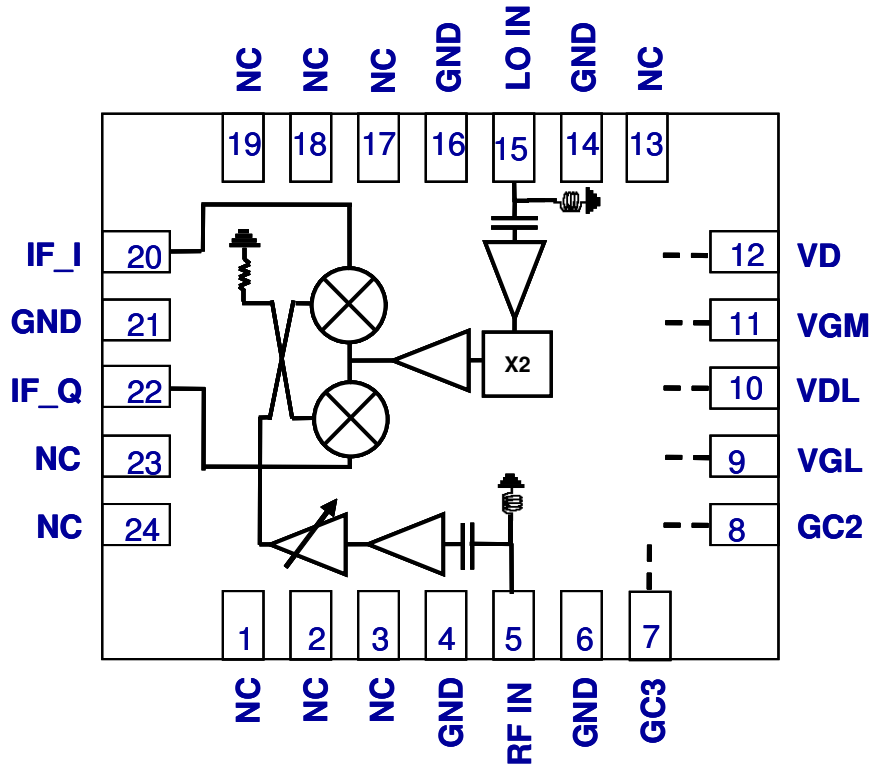 NC NC NC GND LO IN GND NC
19 18 17 16 15 14 13
IF_I 20 12 VD
GND 21 11 VGM
X2
IF_Q 22 10 VDL
NC 23 9 VGL
NC 24 8 GC2
1 2 3 4 5 6 7
NC NC NC GND RF IN GND GC3